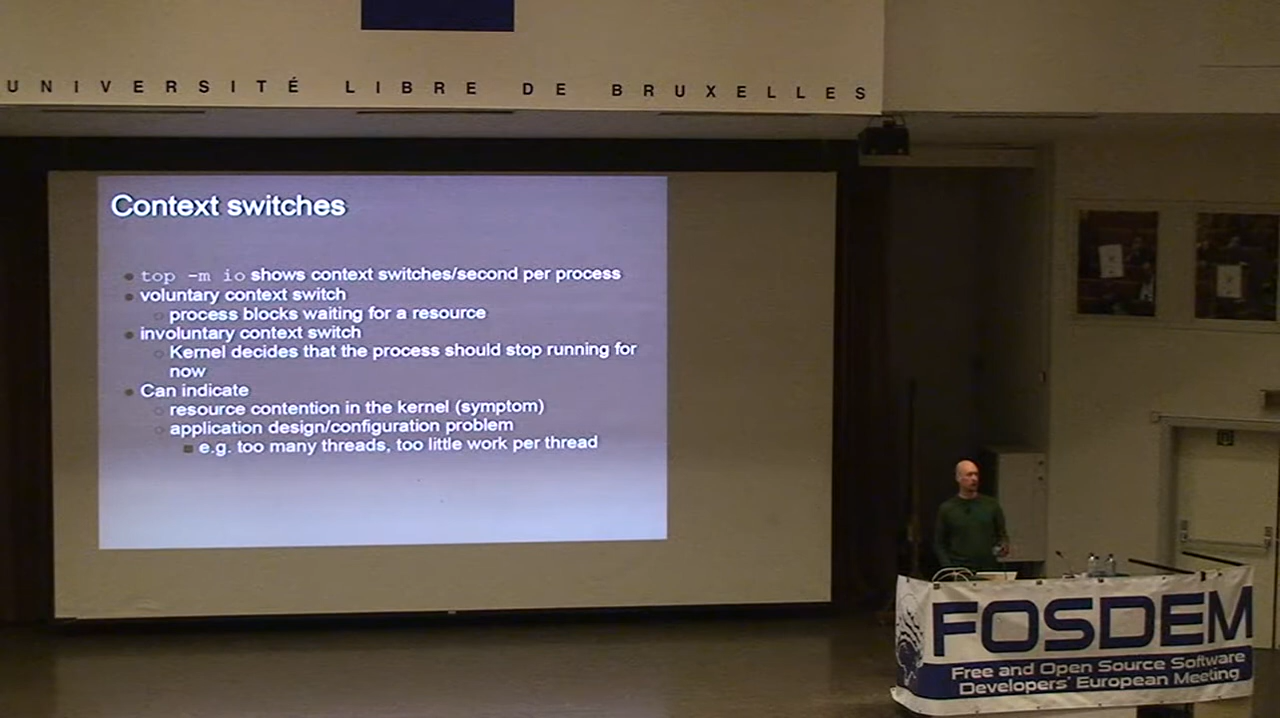 UNIVERSITÉ LIBRE DE BRUXELLES
Context switches
top -m io shows context switches/second per process
voluntary context switch
process blocks waiting for a resource
involuntary context switch
Kernel decides that the process should stop running for
now
Can indicate
resource contention in the kernel (symptom)
application design/configuration problem
e.g. too many threads, too little work per thread
FOSDEM
Free and Open Source Software
Developers' European Meeting